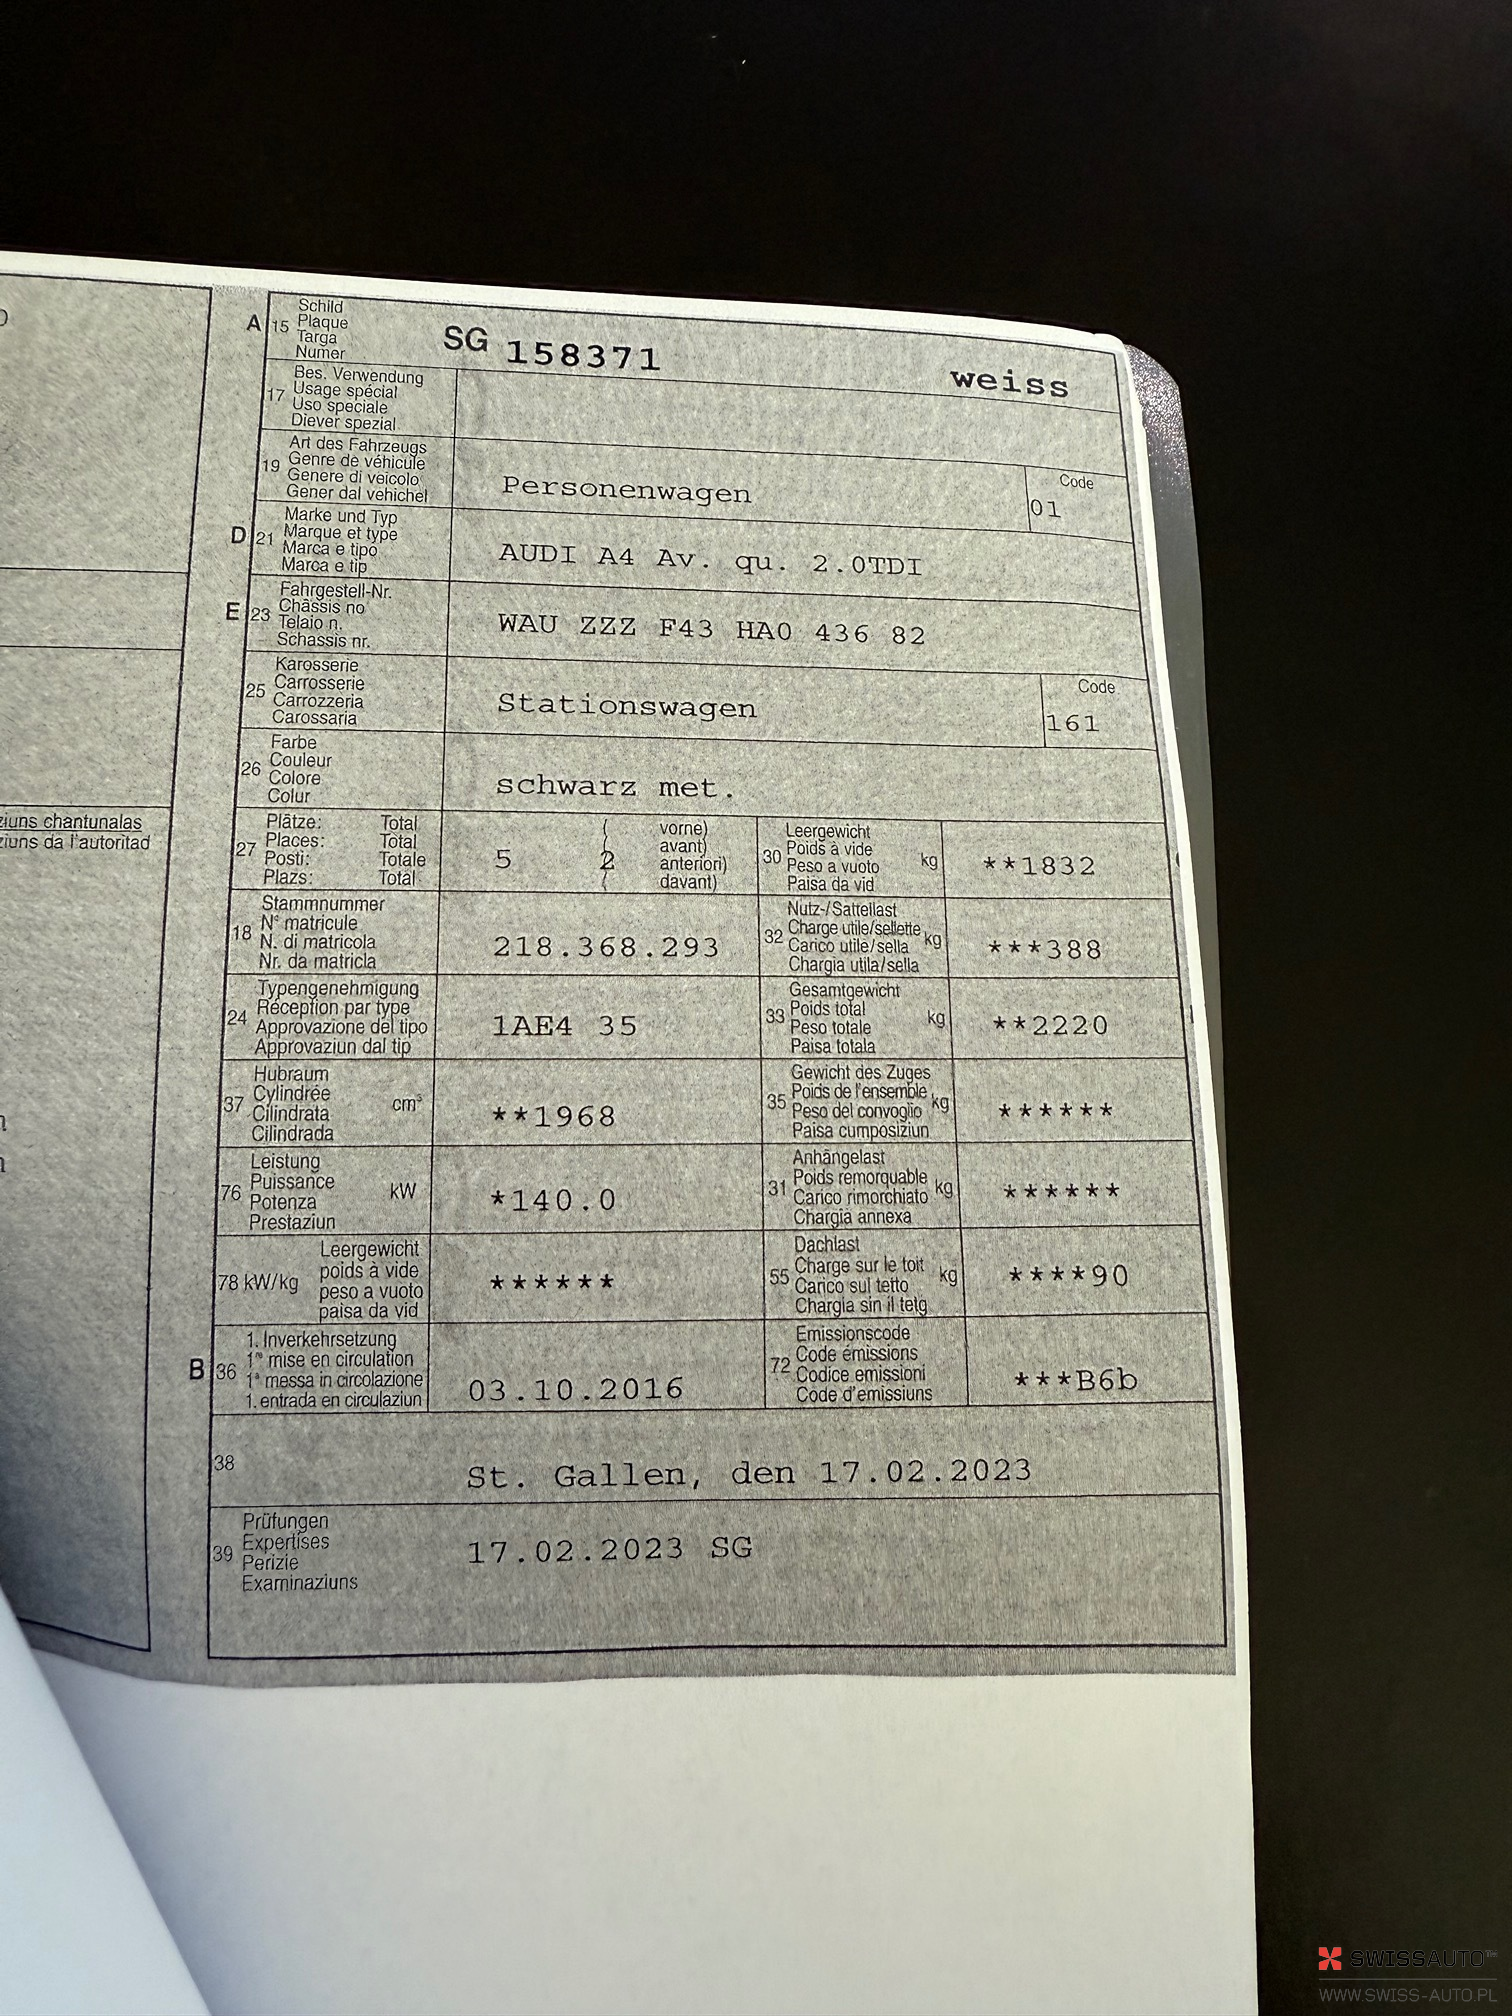 A 15 Schild
Plaque
Targa
Numer
SG 158371 weiss
17 Bes. Verwendung
Usage spécial
Uso speciale
Diever spezial
19 Art des Fahrzeugs
Genre de véhicule
Genere di veicolo
Gener dal vehichel
Personenwagen
Code
01
D 21 Marke und Typ
Marque et type
Marca e tipo
Marca e tip
AUDI A4 Av. qu. 2.0TDI
E 23 Fahrgestell-Nr.
Châssis no
Telaio n.
Schassis nr.
WAU ZZZ F43 HA0 436 82
25 Karosserie
Carrosserie
Carrozzeria
Carossaria
Stationswagen
Code
161
26 Farbe
Couleur
Colore
Colur
schwarz met.
27 Plätze: Total
Places: Total
Posti: Totale
Plazs: Total
5 ( 2 vorne)
avant)
anteriori)
davant)
30 Leergewicht
Poids à vide
Peso a vuoto kg
Paisa da vid
**1832
18 Stammnummer
N° matricule
N. di matricola
Nr. da matricla
218.368.293
32 Nutz-/Sattellast
Charge utile/sellette
Carico utile/sella kg
Chargia utila/sella
***388
24 Typengenehmigung
Réception par type
Approvazione del tipo
Approvaziun dal tip
1AE4 35
33 Gesamtgewicht
Poids total
Peso totale kg
Paisa totala
**2220
37 Hubraum
Cylindrée
Cilindrata cm³
Cilindrada
**1968
35 Gewicht des Zuges
Poids de l'ensemble
Peso del convoglio kg
Paisa cumposiziun
******
76 Leistung
Puissance
Potenza kW
Prestaziun
*140.0
31 Anhängelast
Poids remorquable
Carico rimorchiato kg
Chargia annexa
******
78 kW/kg Leergewicht
poids à vide
peso a vuoto
paisa da vid
******
55 Dachlast
Charge sur le toit
Carico sul tetto kg
Chargia sin il tetg
****90
B 36 1. Inverkehrsetzung
1re mise en circulation
1a messa in circolazione
1. entrada en circulaziun
03.10.2016
72 Emissionscode
Code émissions
Codice emissioni
Code d'emissiuns
***B6b
38 St. Gallen, den 17.02.2023
39 Prüfungen
Expertises
Perizie
Examinaziuns
17.02.2023 SG
ziuns chantunalas
ziuns da l'autoritad
SWISSAUTO™
WWW.SWISS-AUTO.PL